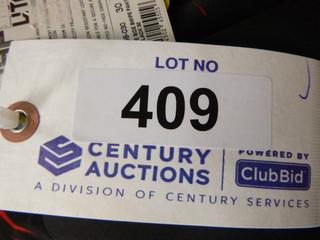 LOT NO
409
CENTURY
AUCTIONS
POWERED BY
ClubBid
A DIVISION OF CENTURY SERVICES